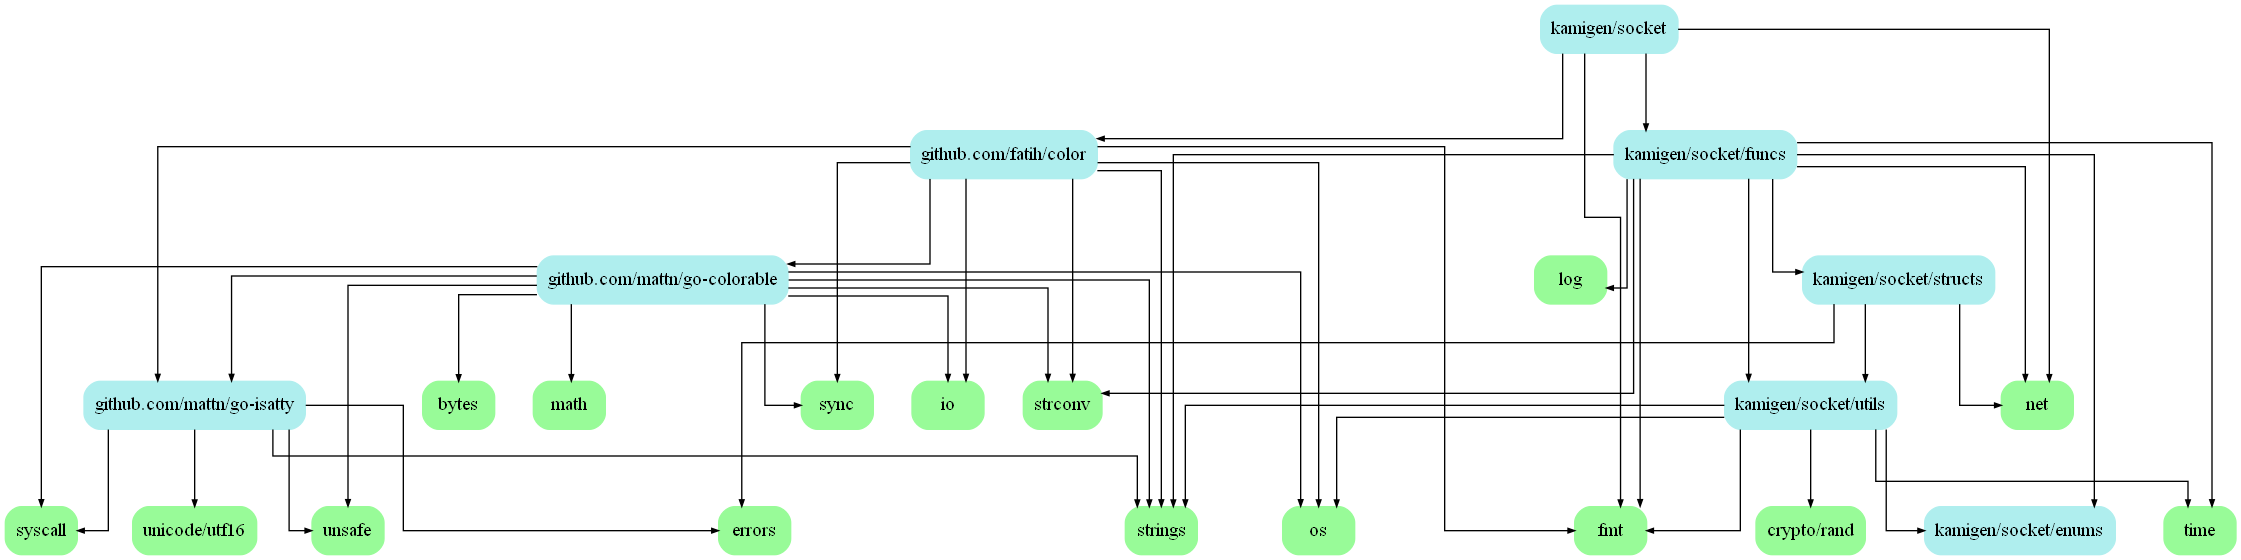 kamigen/socket
github.com/fatih/color
kamigen/socket/funcs
github.com/mattn/go-colorable
log
kamigen/socket/structs
github.com/mattn/go-isatty
bytes
math
sync
io
strconv
kamigen/socket/utils
net
syscall
unicode/utf16
unsafe
errors
strings
os
fmt
crypto/rand
kamigen/socket/enums
time